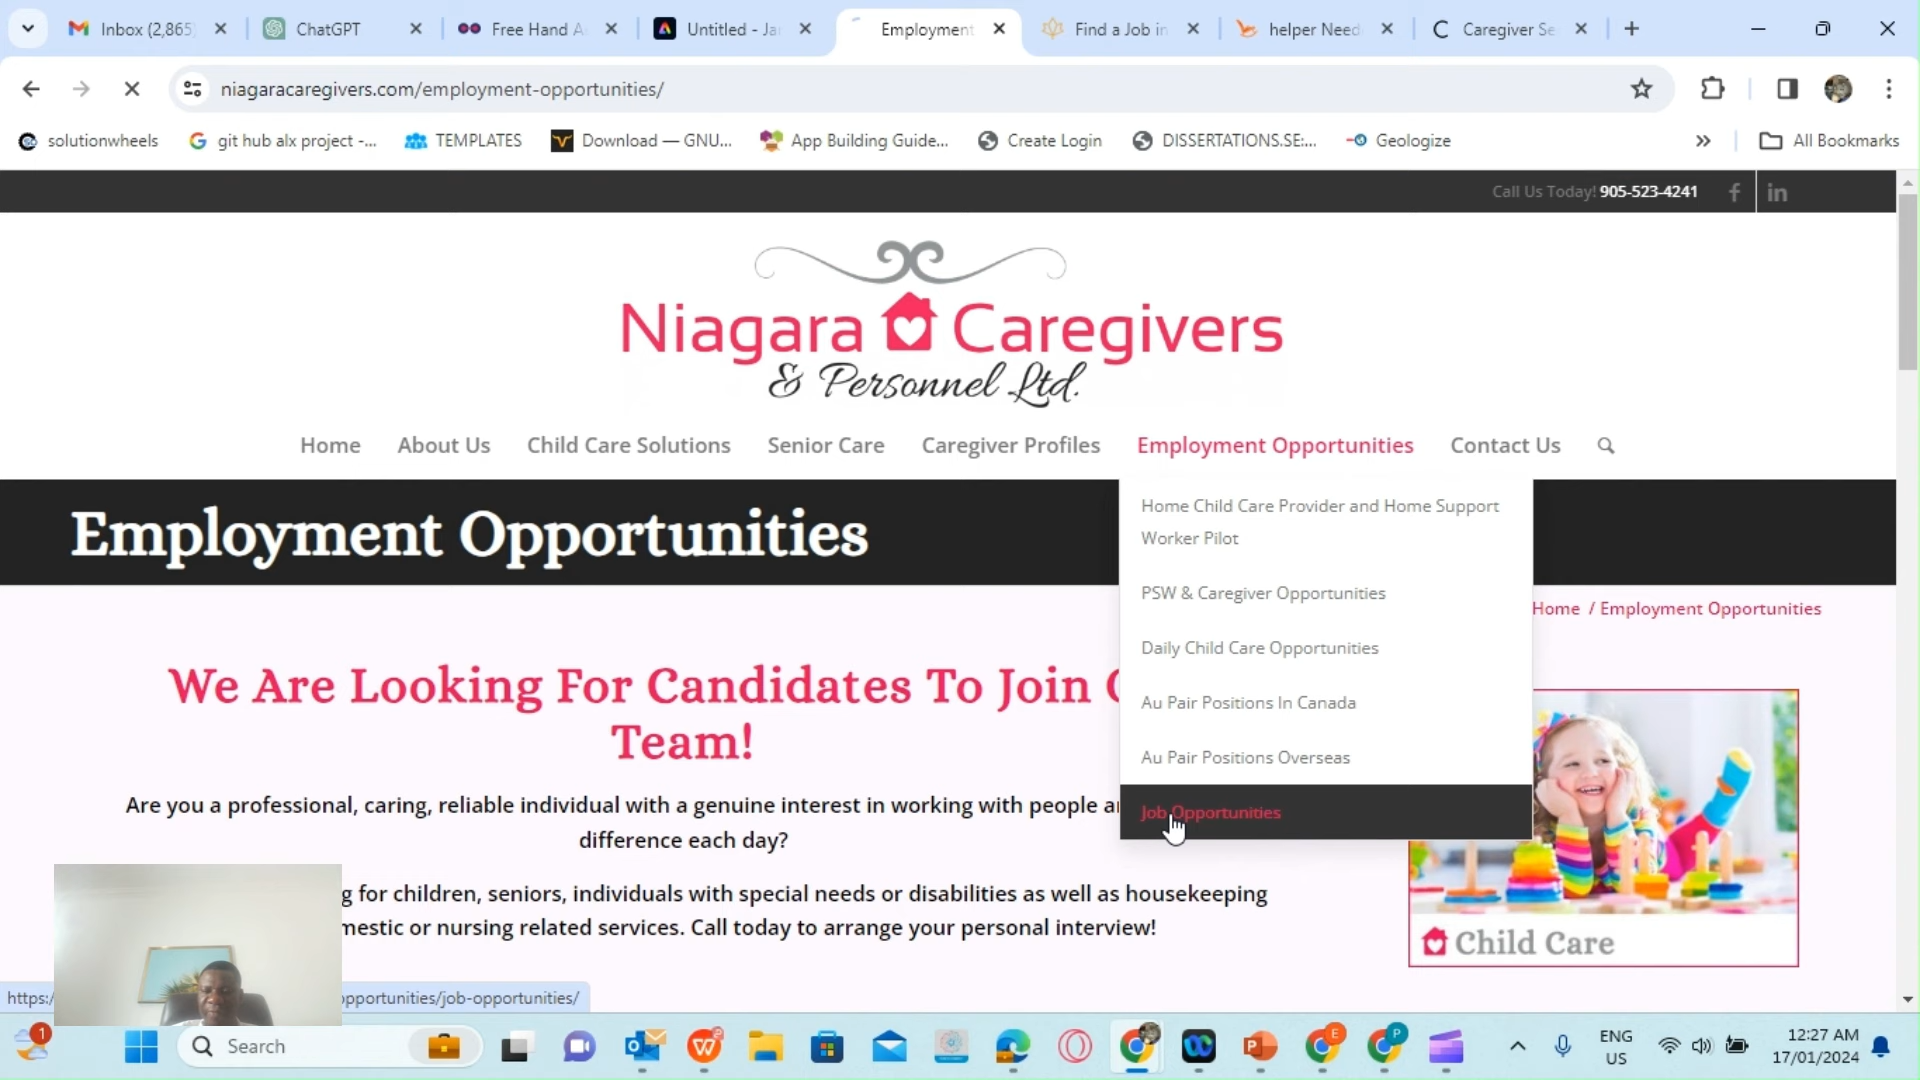 Inbox (2,865
ChatGPT
Free Hand A
Untitled - Ja
Employment
Find a Job in
helper Need
Caregiver Se
niagaracaregivers.com/employment-opportunities/
solutionwheels
git hub alx project -...
TEMPLATES
Download — GNU...
App Building Guide...
Create Login
DISSERTATIONS.SE:...
Geologize
All Bookmarks
Call Us Today! 905-523-4241
Niagara Caregivers
& Personnel Ltd.
Home
About Us
Child Care Solutions
Senior Care
Caregiver Profiles
Employment Opportunities
Contact Us
Employment Opportunities
Home Child Care Provider and Home Support
Worker Pilot
PSW & Caregiver Opportunities
Daily Child Care Opportunities
Au Pair Positions In Canada
Au Pair Positions Overseas
Job Opportunities
Home / Employment Opportunities
We Are Looking For Candidates To Join
Team!
Are you a professional, caring, reliable individual with a genuine interest in working with people
difference each day?
g for children, seniors, individuals with special needs or disabilities as well as housekeeping
mestic or nursing related services. Call today to arrange your personal interview!
Child Care
https:/
opportunities/job-opportunities/
1
Search
ENG
US
12:27 AM
17/01/2024